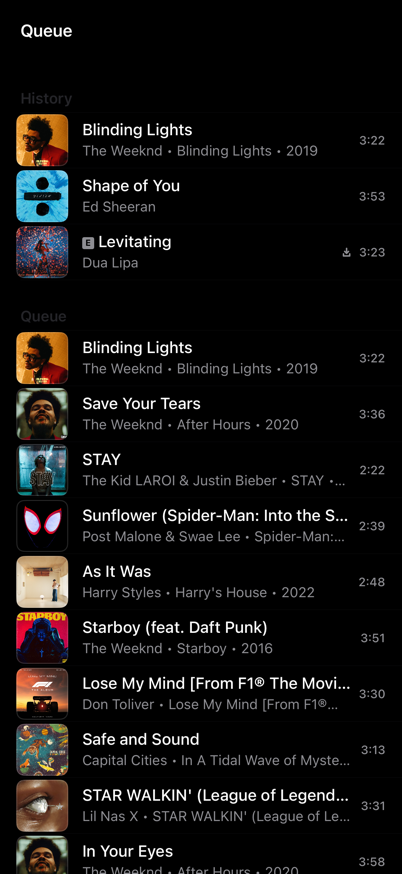 Queue
History
Blinding Lights
The Weeknd • Blinding Lights • 2019
3:22
Shape of You
Ed Sheeran
3:53
E Levitating
Dua Lipa
3:23
Queue
Blinding Lights
The Weeknd • Blinding Lights • 2019
3:22
Save Your Tears
The Weeknd • After Hours • 2020
3:36
STAY
The Kid LAROI & Justin Bieber • STAY •...
2:22
Sunflower (Spider-Man: Into the S...
Post Malone & Swae Lee • Spider-Man:...
2:39
As It Was
Harry Styles • Harry's House • 2022
2:48
STARBOY
Starboy (feat. Daft Punk)
The Weeknd • Starboy • 2016
3:51
Lose My Mind [From F1® The Movi...
Don Toliver • Lose My Mind [From F1®...
3:30
Safe and Sound
Capital Cities • In A Tidal Wave of Myste...
3:13
STAR WALKIN' (League of Legend...
Lil Nas X • STAR WALKIN' (League of Le...
3:31
In Your Eyes
The Weeknd • After Hours • 2020
3:58